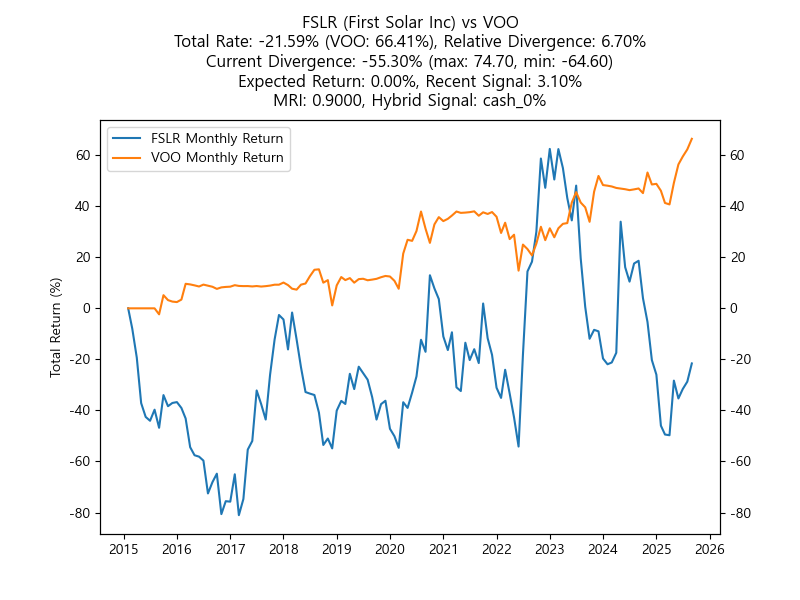 FSLR (First Solar Inc) vs VOO
Total Rate: -21.59% (VOO: 66.41%), Relative Divergence: 6.70%
Current Divergence: -55.30% (max: 74.70, min: -64.60)
Expected Return: 0.00%, Recent Signal: 3.10%
MRI: 0.9000, Hybrid Signal: cash_0%
FSLR Monthly Return
VOO Monthly Return
Total Return (%)
60
40
20
0
-20
-40
-60
-80
60
40
20
0
-20
-40
-60
-80
2015 2016 2017 2018 2019 2020 2021 2022 2023 2024 2025 2026